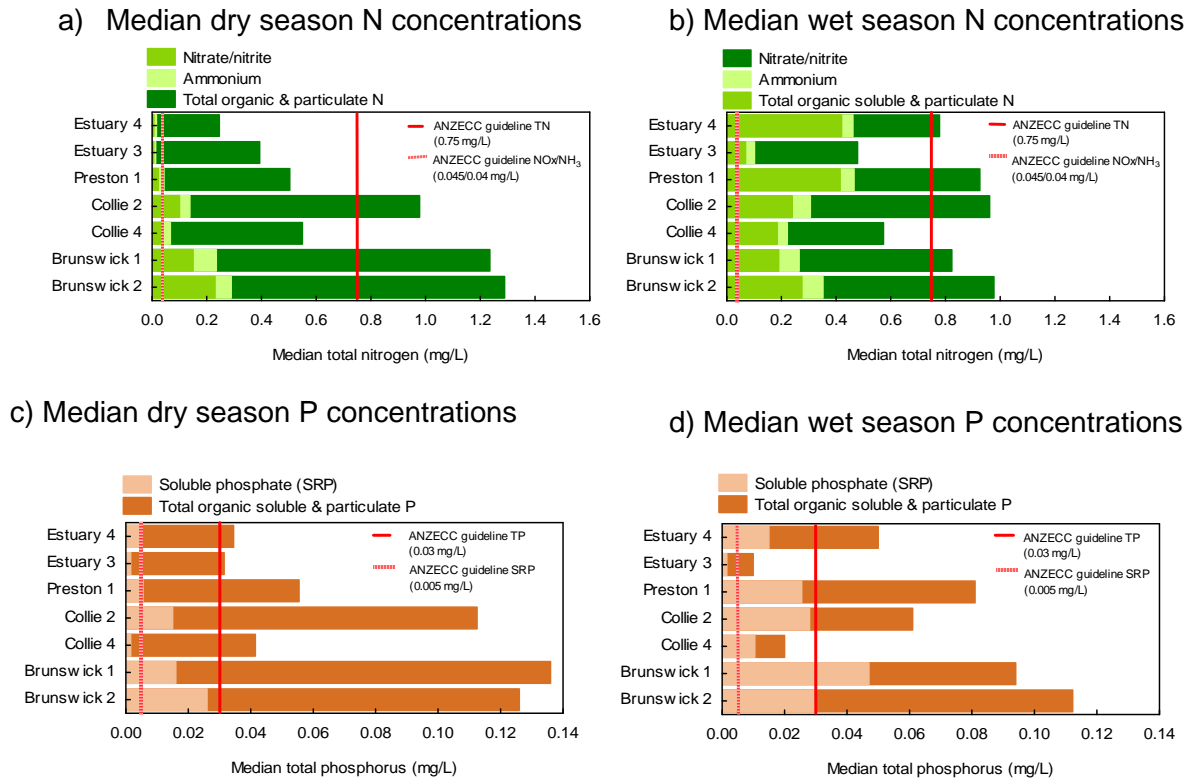 a) Median dry season N concentrations
Nitrate/nitrite
Ammonium
Total organic & particulate N
Estuary 4
Estuary 3
Preston 1
Collie 2
Collie 4
Brunswick 1
Brunswick 2
ANZECC guideline TN
(0.75 mg/L)
ANZECC guideline NOx/NH3
(0.045/0.04 mg/L)
0.0 0.2 0.4 0.6 0.8 1.0 1.2 1.4 1.6
Median total nitrogen (mg/L)
b) Median wet season N concentrations
Nitrate/nitrite
Ammonium
Total organic soluble & particulate N
Estuary 4
Estuary 3
Preston 1
Collie 2
Collie 4
Brunswick 1
Brunswick 2
ANZECC guideline TN
(0.75 mg/L)
ANZECC guideline NOx/NH3
(0.045/0.04 mg/L)
0.0 0.2 0.4 0.6 0.8 1.0 1.2 1.4 1.6
Median total nitrogen (mg/L)
c) Median dry season P concentrations
Soluble phosphate (SRP)
Total organic soluble & particulate P
Estuary 4
Estuary 3
Preston 1
Collie 2
Collie 4
Brunswick 1
Brunswick 2
ANZECC guideline TP
(0.03 mg/L)
ANZECC guideline SRP
(0.005 mg/L)
0.00 0.02 0.04 0.06 0.08 0.10 0.12 0.14
Median total phosphorus (mg/L)
d) Median wet season P concentrations
Soluble phosphate (SRP)
Total organic soluble & particulate P
Estuary 4
Estuary 3
Preston 1
Collie 2
Collie 4
Brunswick 1
Brunswick 2
ANZECC guideline TP
(0.03 mg/L)
ANZECC guideline SRP
(0.005 mg/L)
0.00 0.02 0.04 0.06 0.08 0.10 0.12 0.14
Median total phosphorus (mg/L)